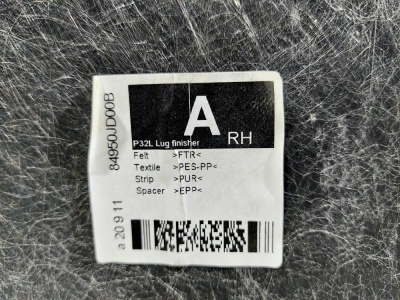 A
RH
P32L Lug finisher
Felt >FTR<
Textile >PES-PP<
Strip >PUR<
Spacer >EPP<
84950JD00B
a 20 9 11